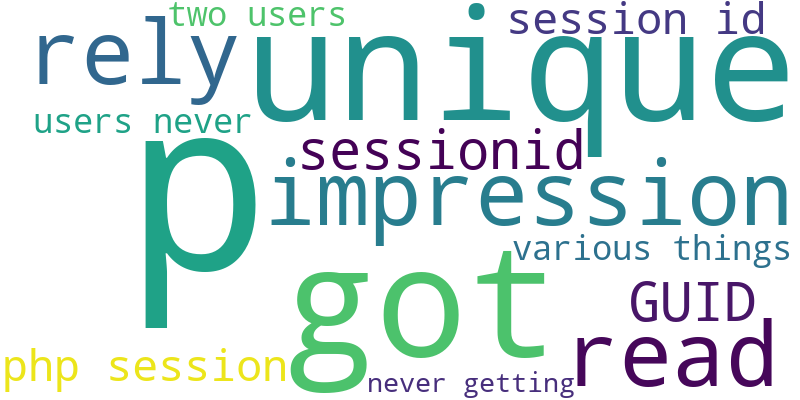 two users
session id
rely
unique
users never
p
sessionid
impression
various things
got
GUID
read
php session
never getting